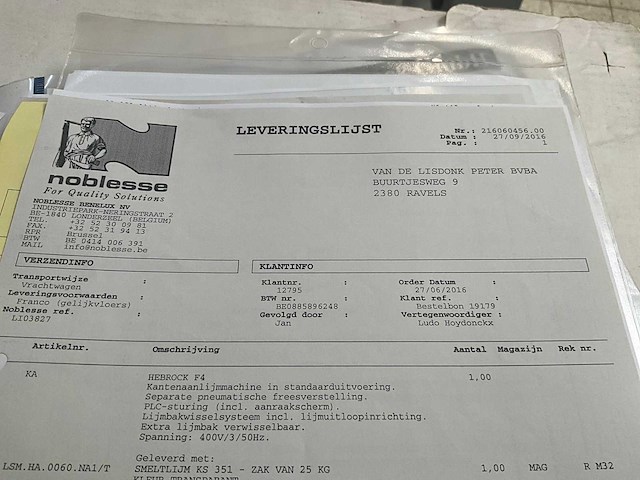 LEVERINGSLIJST
Nr.: 216060456.00
Datum : 27/09/2016
Pag. : 1
noblesse
For Quality Solutions
VAN DE LISDONK PETER BVBA
BUURTJESWEG 9
2380 RAVELS
NOBLESSE BENELUX NV
INDUSTRIEPARK-NERINGSTRAAT 2
BE-1840 LONDERZEEL (BELGIUM)
TEL. +32 52 30 09 81
FAX. +32 52 31 94 13
RPR Brussel
BTW BE 0414 006 391
MAIL info@noblesse.be
VERZENDINFO
KLANTINFO
Transportwijze :
Vrachtwagen
Leveringsvoorwaarden :
Franco (gelijkvloers)
Noblesse ref. :
LI03827
Klantnr. :
12795
BTW nr. :
BE0885896248
Gevolgd door :
Jan
Order Datum :
27/06/2016
Klant ref. :
Bestelbon 19179
Vertegenwoordiger :
Ludo Hoydonckx
Artikelnr. Omschrijving Aantal Magazijn Rek nr.
KA HEBROCK F4 1,00
Kantenaanlijmmachine in standaarduitvoering.
Separate pneumatische freesverstelling.
PLC-sturing (incl. aanraakscherm).
Lijmbakwisselsysteem incl. lijmuitloopinrichting.
Extra lijmbak verwisselbaar.
Spanning: 400V/3/50Hz.
Geleverd met:
LSM.HA.0060.NA1/T SMELTLIJM KS 351 - ZAK VAN 25 KG 1,00 MAG R M32
KLEUR TRANSPARANT